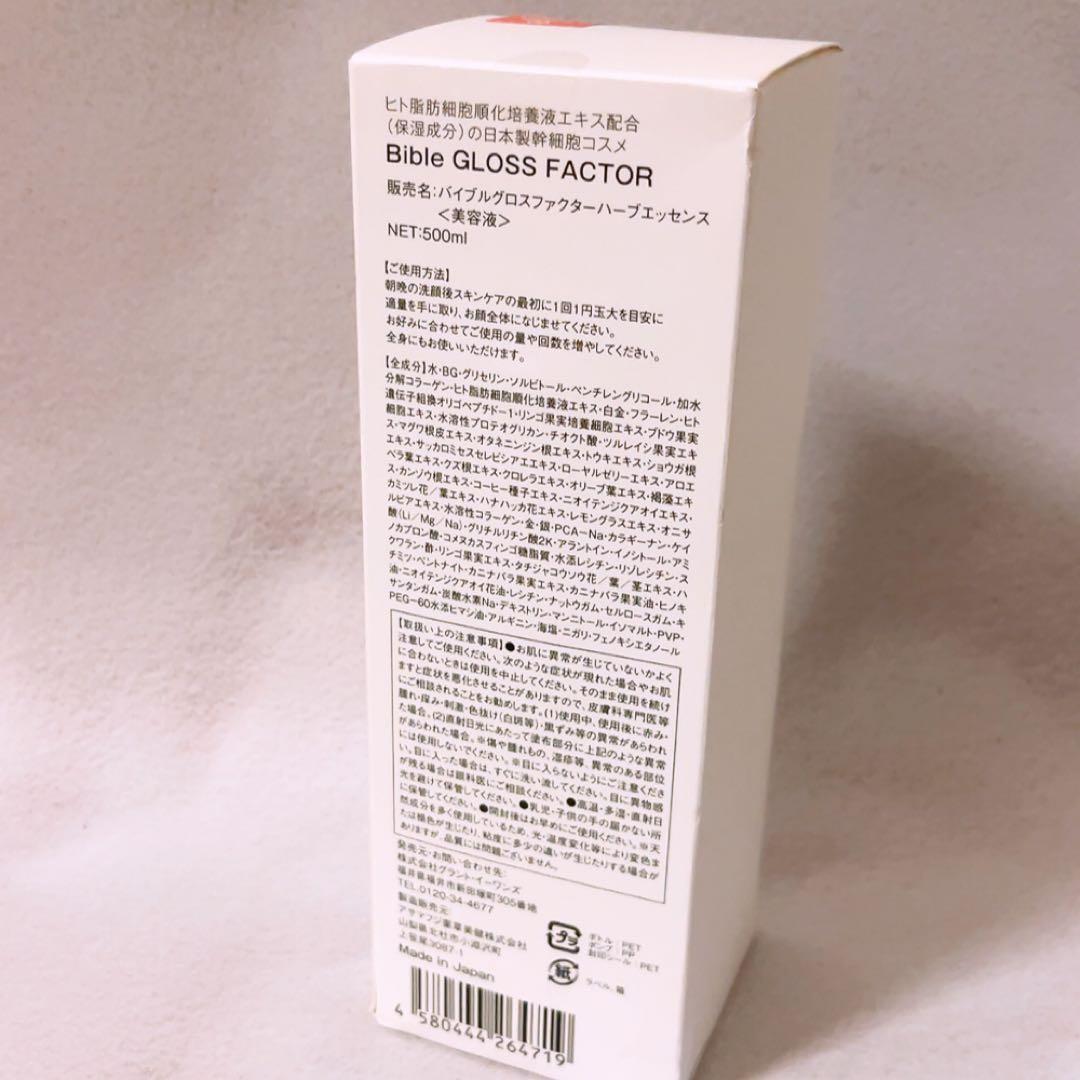 ヒト脂肪細胞順化培養液エキス配合
(保湿成分)の日本製幹細胞コスメ
Bible GLOSS FACTOR
販売名:バイブルグロスファクターハーブエッセンス
＜美容液＞
NET:500ml
【ご使用方法】
朝晩の洗顔後スキンケアの最初に1回1円玉大を目安に
適量を手に取り、お顔全体になじませてください。
お好みに合わせてご使用の量や回数を増やしてください。
全身にもお使いいただけます。
【全成分】水・BG・グリセリン・ソルビトール・ペンチレングリコール・加水
分解コラーゲン・ヒト脂肪細胞順化培養液エキス・白金・フラーレン・ヒト
遺伝子組換オリゴペプチド-1・リンゴ果実培養細胞エキス・ブドウ果実
細胞エキス・水溶性プロテオグリカン・チオクト酸・ツルレイシ果実エキ
ス・マグワ根皮エキス・オタネニンジン根エキス・トウキエキス・ショウガ根
エキス・サッカロミセスセレビシアエエキス・ローヤルゼリーエキス・アロエ
ベラ葉エキス・クズ根エキス・クロレラエキス・オリーブ葉エキス・褐藻エキ
ス・カンゾウ根エキス・コーヒー種子エキス・ニオイテンジクアオイエキス・
カミツレ花／葉エキス・ハナハッカ花エキス・レモングラスエキス・オニサ
ルビアエキス・水溶性コラーゲン・金・銀・PCA-Na・カラギーナン・ケイ
酸(Li／Mg／Na)・グリチルリチン酸2K・アラントイン・イノシトール・アミ
ノカプロン酸・コメヌカスフィンゴ糖脂質・水添レシチン・リゾレシチン・ス
クワラン・酢・リンゴ果実エキス・タチジャコウソウ花／葉／茎エキス・ハ
チミツ・ベントナイト・カニナバラ果実エキス・カニナバラ果実油・ヒノキ
油・ニオイテンジクアオイ花油・レシチン・ナットウガム・セルロースガム・キ
サンタンガム・炭酸水素Na・デキストリン・マンニトール・イソマルト・PVP・
PEG-60水添ヒマシ油・アルギニン・海塩・ニガリ・フェノキシエタノール
【取扱い上の注意事項】●お肌に異常が生じていないかよく
注意してご使用ください。次のような症状が現れた場合やお肌
に合わないときは使用を中止してください。そのまま使用を続け
ますと症状を悪化させることがありますので、皮膚科専門医等
にご相談されることをお勧めします。(1)使用中、使用後に赤み・
腫れ・痒み・刺激・色抜け(白斑等)・黒ずみ等の異常があらわれ
た場合。(2)直射日光にあたって塗布部分に上記のような異常
があらわれた場合。※傷や腫れもの、湿疹等、異常のある部位
には使用しないでください。※目に入らないようにご注意くださ
い。目に入った場合は、すぐに洗い流してください。目に異物感
が残る場合は眼科医にご相談ください。●高温・多湿・直射日
光を避けて保管してください。●乳児・子供の手の届かない所
に保管してください。●開封後はお早めにご使用ください。※天
然成分を多く使用しているため、光・温度変化等により変色ま
たは褪色が生じたり、粘度に多少の違いが生じたりする場合が
ありますが、品質には問題ございません。
発売元・お問い合わせ先:
株式会社グラント・イーワンズ
福井県福井市新田塚町305番地
TEL.0120-34-4677
製造販売元:
アサマフジ薬草美健株式会社
山梨県北杜市小淵沢町
上笹尾3087-1
Made in Japan
プラ
ボトル:PET
ポンプ:PP
封印シール:PET
紙
ラベル、箱
4 580444 264719